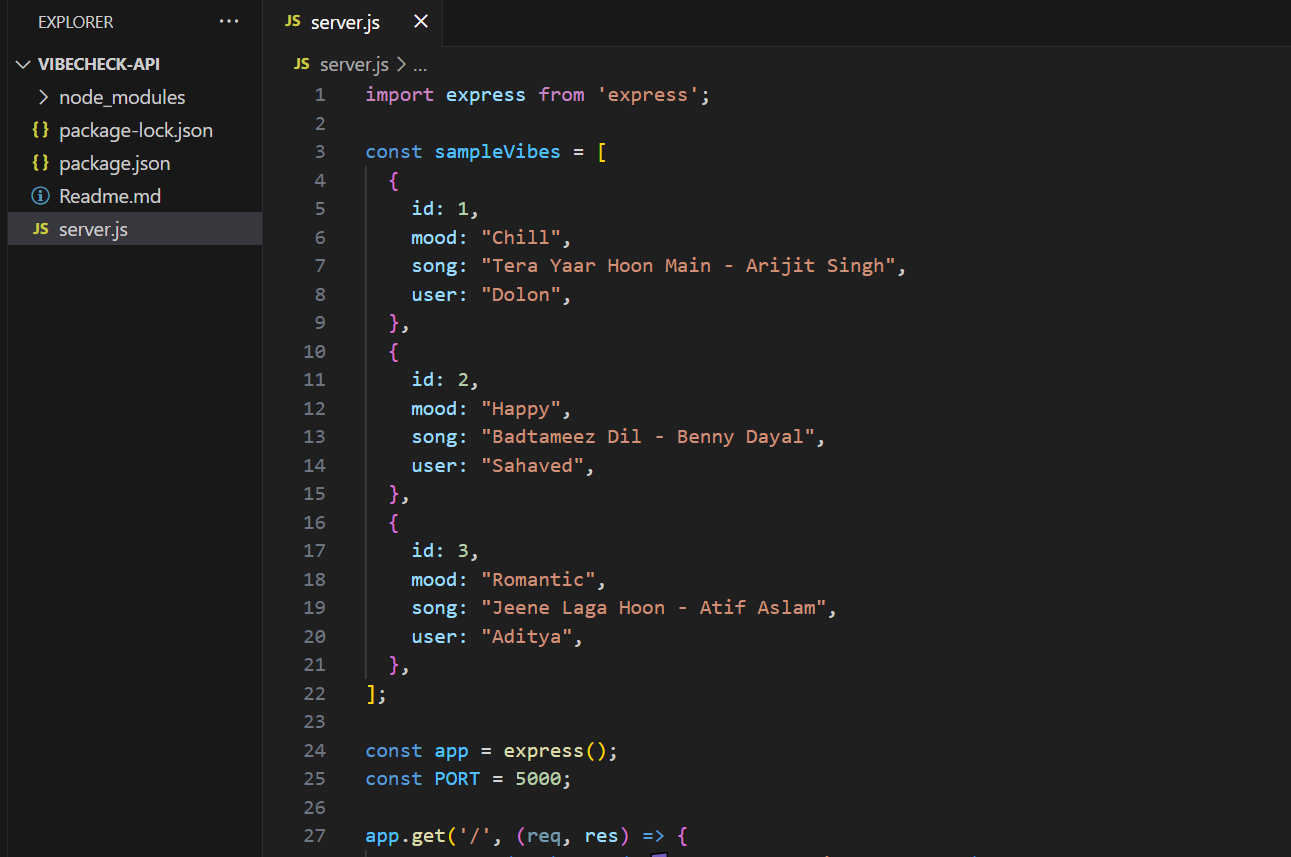 EXPLORER ···
JS server.js ×
VIBECHECK-API
node_modules
{} package-lock.json
{} package.json
Readme.md
JS server.js
JS server.js > ...
1 import express from 'express';
2
3 const sampleVibes = [
4 {
5 id: 1,
6 mood: "Chill",
7 song: "Tera Yaar Hoon Main - Arijit Singh",
8 user: "Dolon",
9 },
10 {
11 id: 2,
12 mood: "Happy",
13 song: "Badtameez Dil - Benny Dayal",
14 user: "Sahaved",
15 },
16 {
17 id: 3,
18 mood: "Romantic",
19 song: "Jeene Laga Hoon - Atif Aslam",
20 user: "Aditya",
21 },
22 ];
23
24 const app = express();
25 const PORT = 5000;
26
27 app.get('/', (req, res) => {